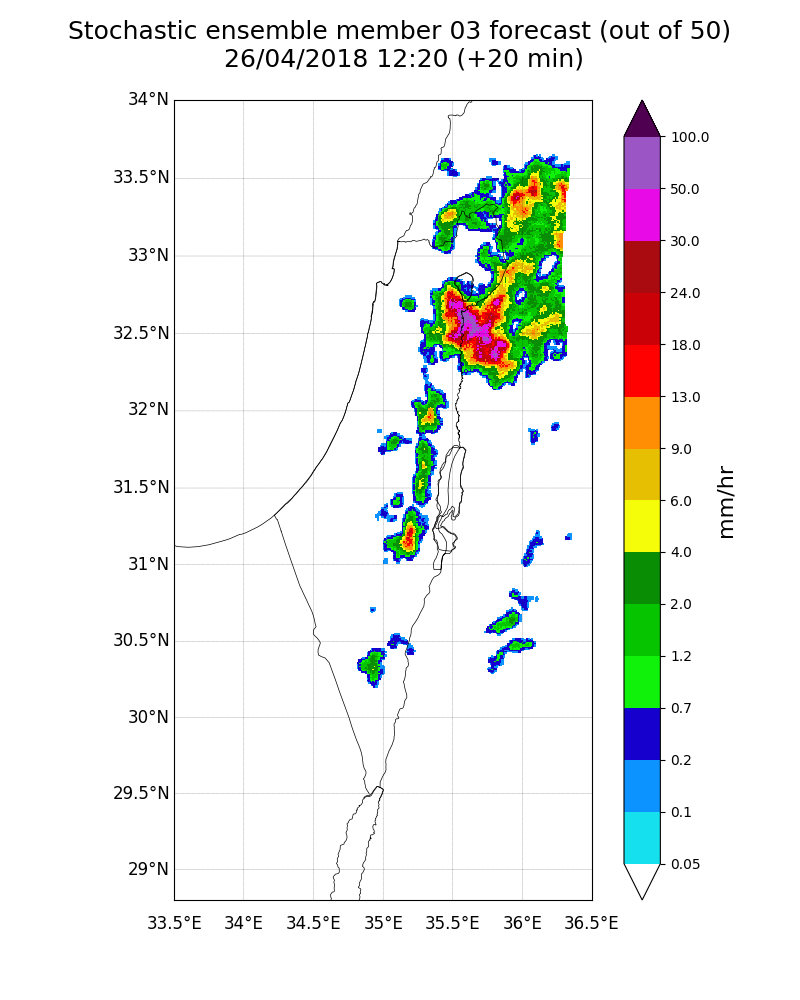 Stochastic ensemble member 03 forecast (out of 50)
26/04/2018 12:20 (+20 min)
34°N
33.5°N
33°N
32.5°N
32°N
31.5°N
31°N
30.5°N
30°N
29.5°N
29°N
33.5°E
34°E
34.5°E
35°E
35.5°E
36°E
36.5°E
100.0
50.0
30.0
24.0
18.0
13.0
9.0
6.0
4.0
2.0
1.2
0.7
0.2
0.1
0.05
mm/hr